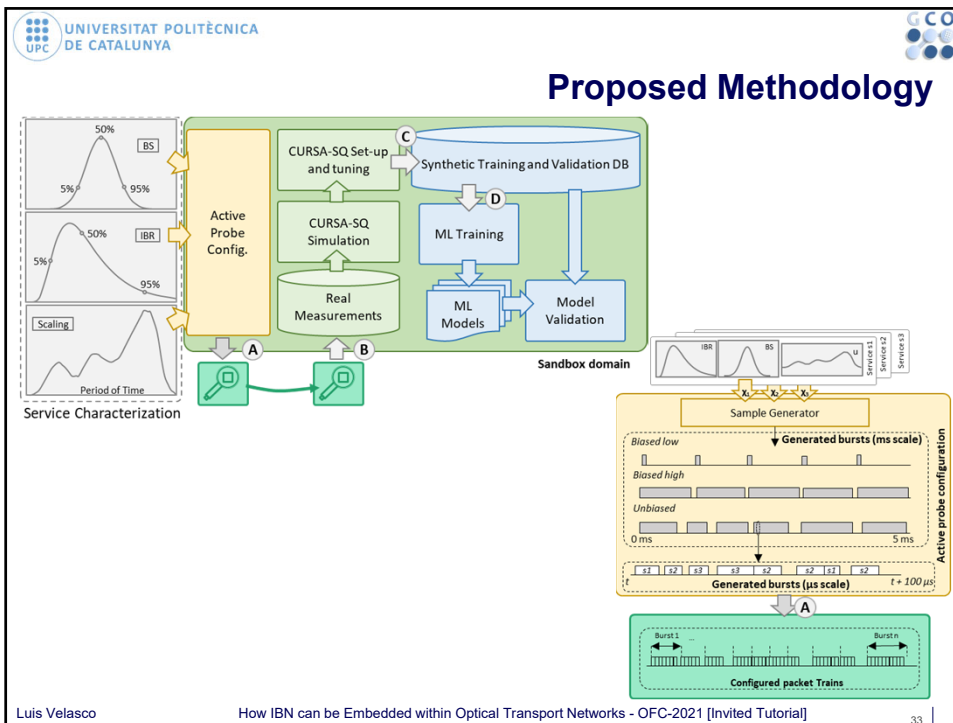 UPC
UNIVERSITAT POLITÈCNICA
DE CATALUNYA
GCO
Proposed Methodology
50%
BS
5%
95%
IBR
50%
5%
95%
Scaling
Period of Time
Service Characterization
Active
Probe
Config.
CURSA-SQ Set-up
and tuning
CURSA-SQ
Simulation
Real
Measurements
C
Synthetic Training and Validation DB
D
ML Training
ML
Models
Model
Validation
A
B
Sandbox domain
IBR
BS
u
Service s1
Service s2
Service s3
X₁
X₂
X₃
Sample Generator
Generated bursts (ms scale)
Biased low
Biased high
Unbiased
0 ms
5 ms
s1 s2 s3 s3 s2 s2 s1 s2
t
Generated bursts (µs scale)
t + 100 µs
Active probe configuration
A
Burst 1
...
Burst n
Configured packet Trains
Luis Velasco
How IBN can be Embedded within Optical Transport Networks - OFC-2021 [Invited Tutorial]
33